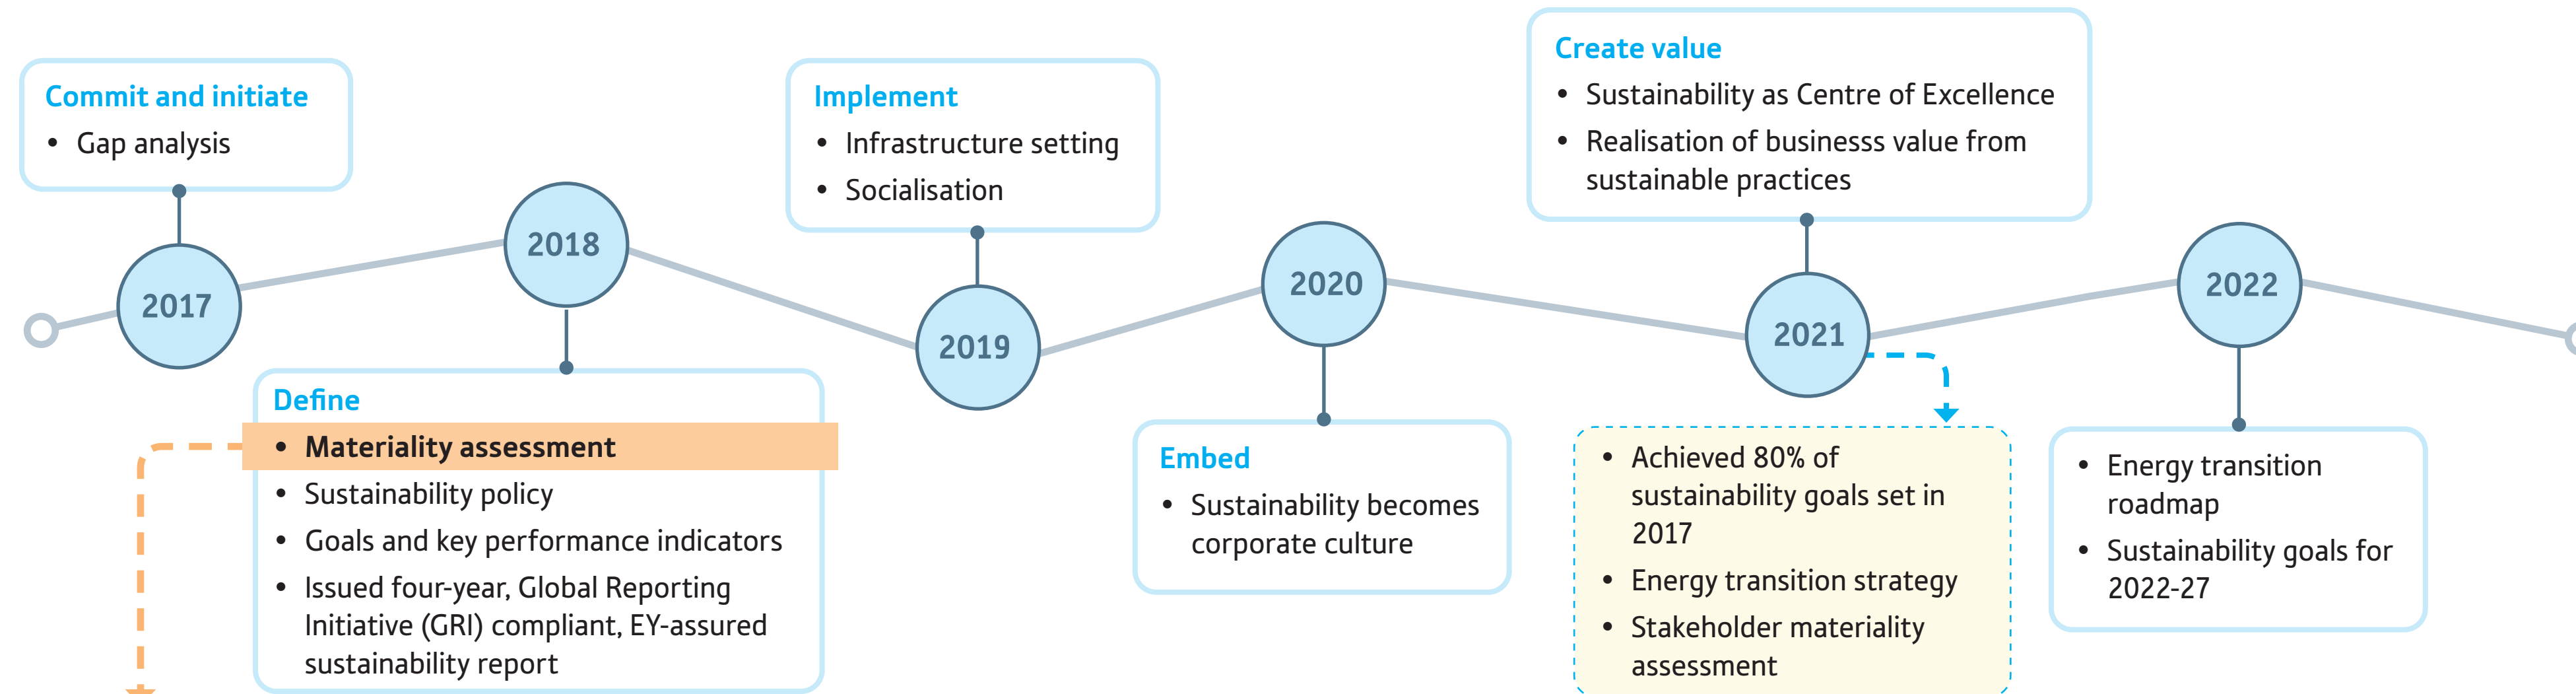 Commit and initiate
• Gap analysis
2017
2018
Define
• Materiality assessment
• Sustainability policy
• Goals and key performance indicators
• Issued four-year, Global Reporting
Initiative (GRI) compliant, EY-assured
sustainability report
Implement
• Infrastructure setting
• Socialisation
2019
2020
Embed
• Sustainability becomes
corporate culture
Create value
• Sustainability as Centre of Excellence
• Realisation of businesss value from
sustainable practices
2021
• Achieved 80% of
sustainability goals set in
2017
• Energy transition strategy
• Stakeholder materiality
assessment
2022
• Energy transition
roadmap
• Sustainability goals for
2022-27